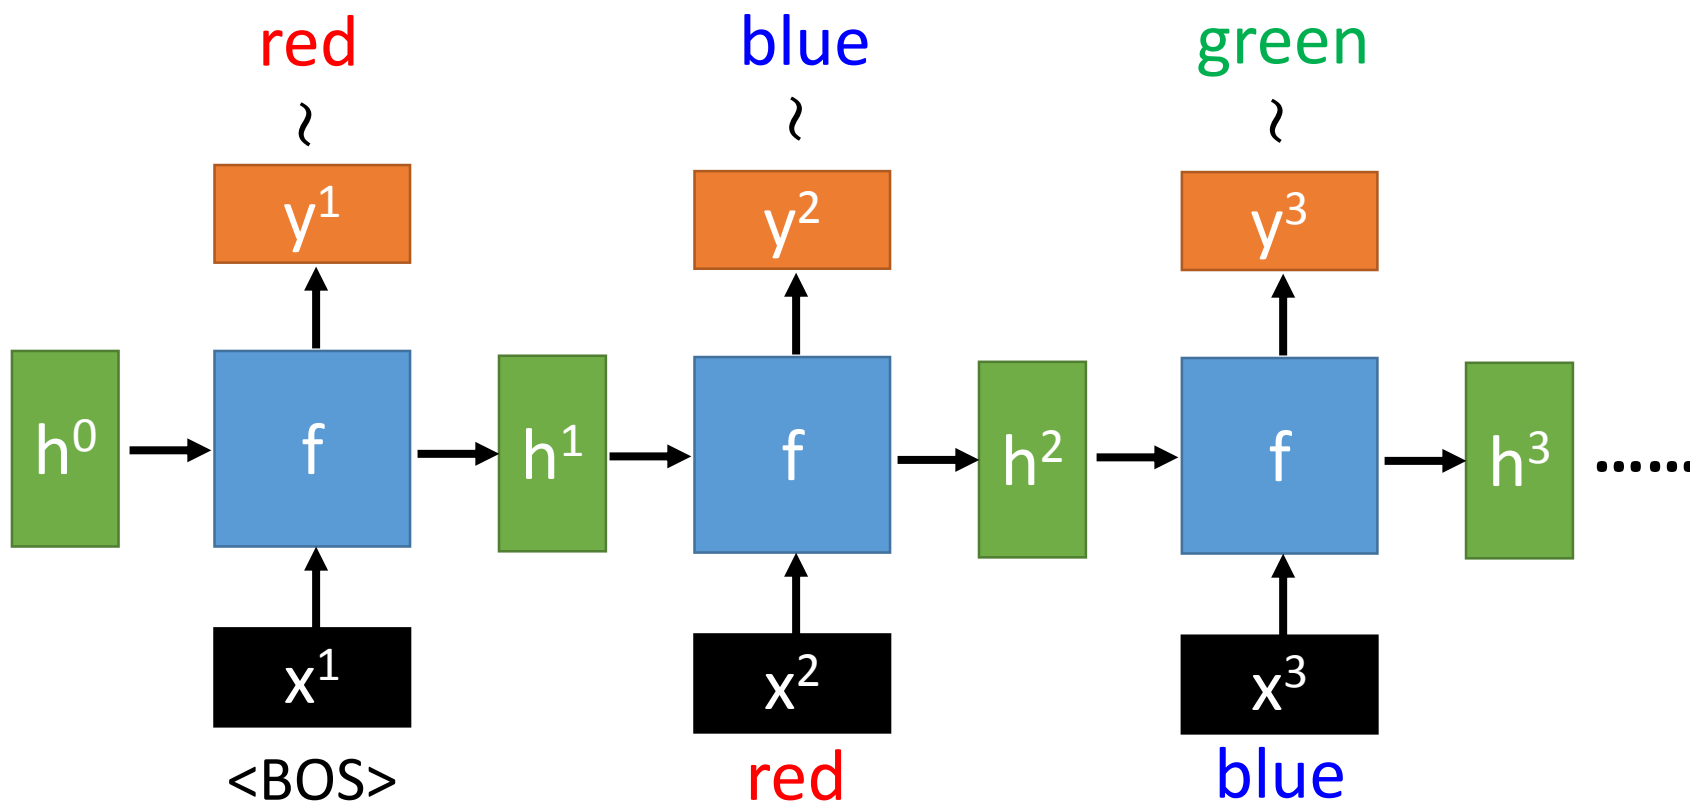 red blue green
~ ~ ~
y¹ y² y³
h⁰ f h¹ f h² f h³ ......
x¹ x² x³
<BOS> red blue